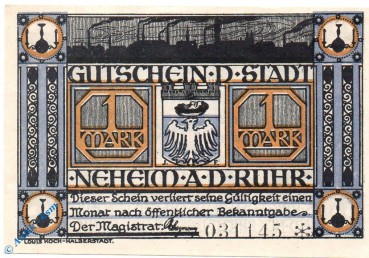 GUTSCHEIN·D·STADT
1 MARK 1 MARK
NEHEIM·A·D·RUHR·
Dieser Schein verliert seine Gültigkeit einen
Monat nach öffentlicher Bekanntgabe
Der Magistrat:
031145 *
LOUIS KOCH-HALBERSTADT.